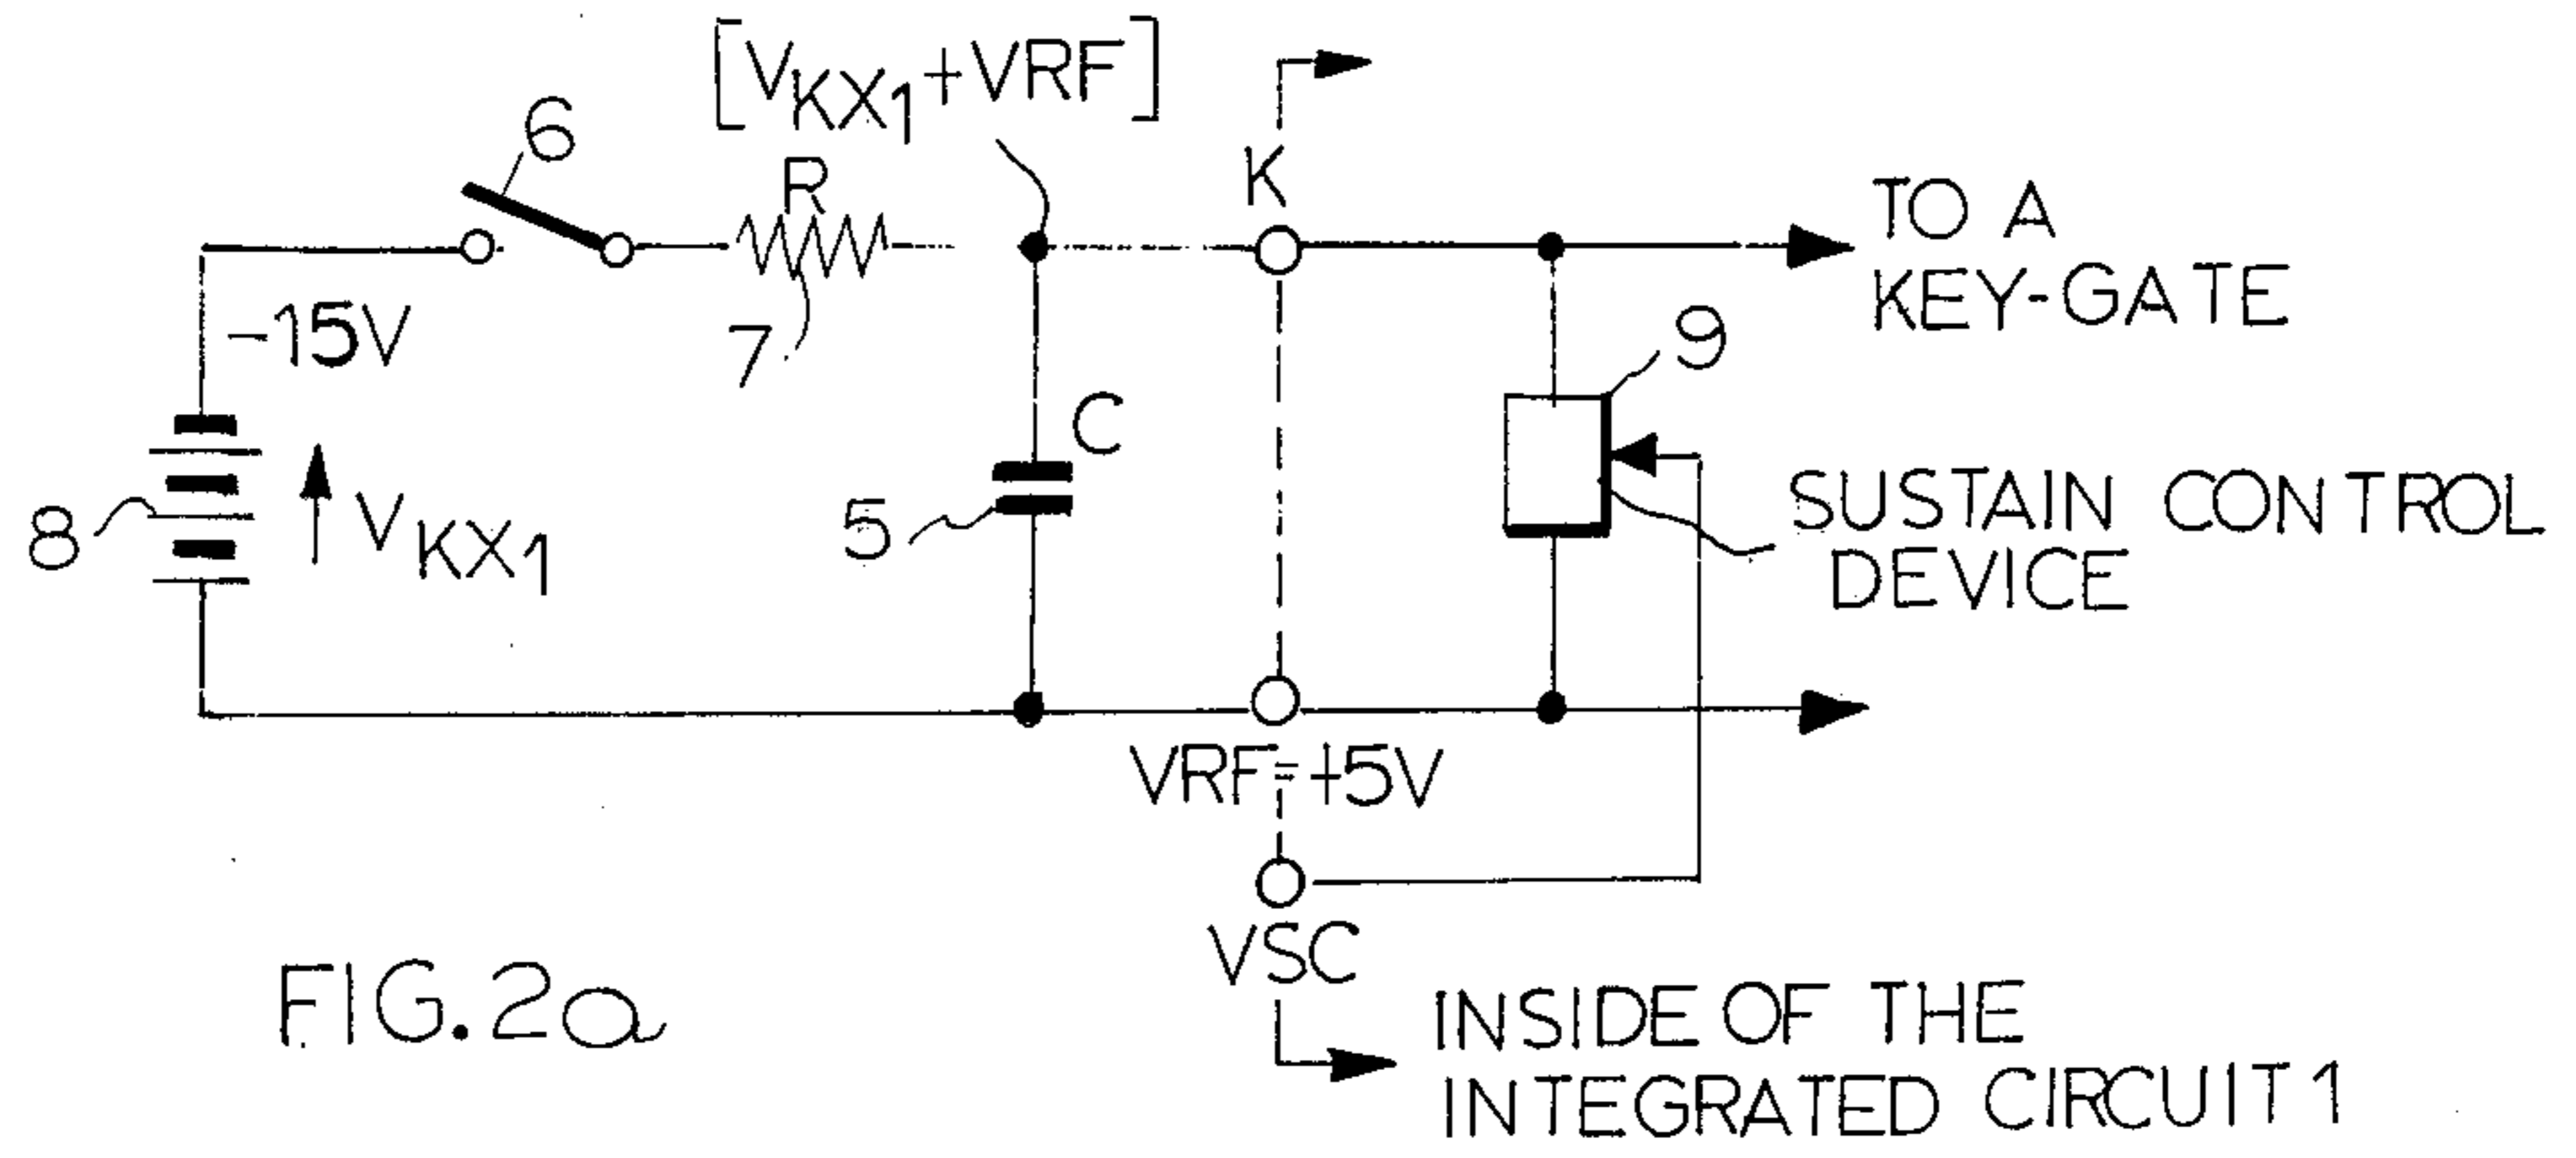 [VKX1+VRF]
6
K
R
TO A
KEY-GATE
-15V
7
9
C
8
VKX1
5
SUSTAIN CONTROL
DEVICE
VRF=+5V
VSC
FIG.2a
INSIDE OF THE
INTEGRATED CIRCUIT 1